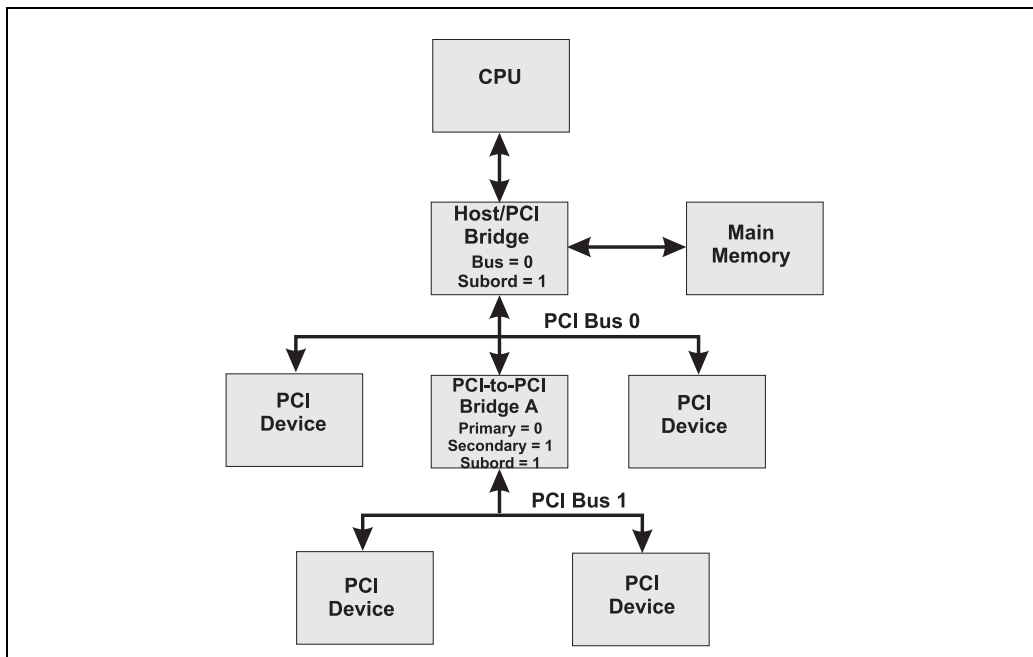 CPU
Host/PCI
Bridge
Bus = 0
Subord = 1
Main
Memory
PCI Bus 0
PCI
Device
PCI-to-PCI
Bridge A
Primary = 0
Secondary = 1
Subord = 1
PCI
Device
PCI Bus 1
PCI
Device
PCI
Device